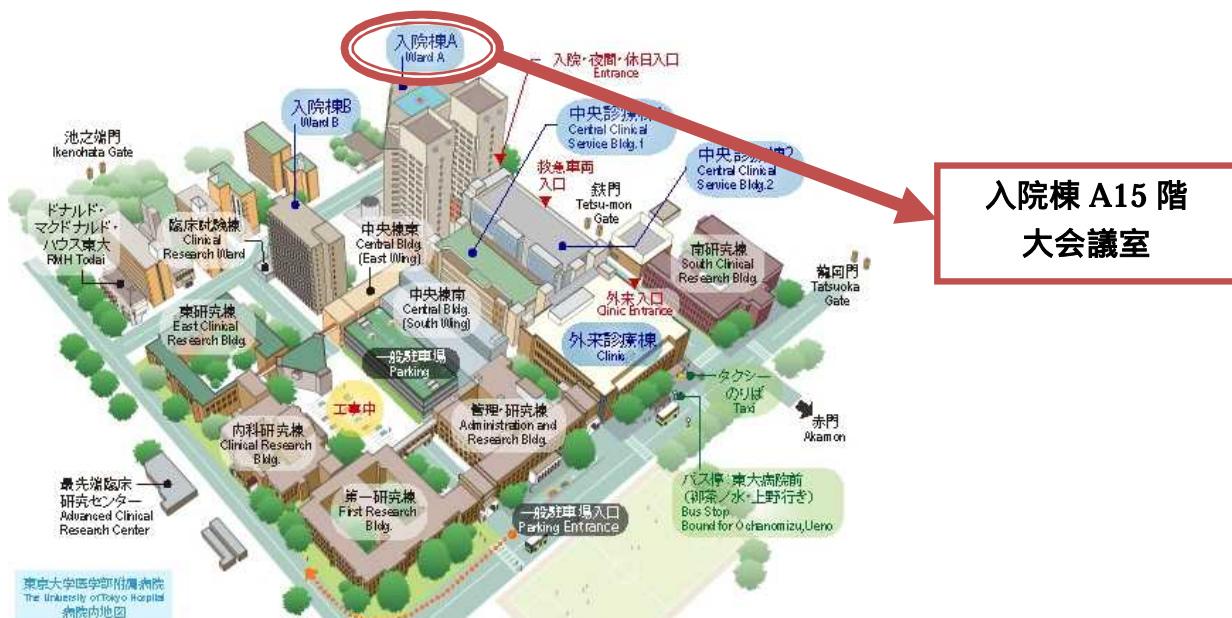 入院棟A
Ward A
入院・夜間・休日入口
Entrance
入院棟B
Ward B
中央診療棟1
Central Clinical
Service Bldg.1
池之端門
Ikenohata Gate
救急車両
入口
中央診療棟2
Central Clinical
Service Bldg.2
鉄門
Tetsu-mon
Gate
入院棟 A15 階
大会議室
ドナルド・
マクドナルド・
ハウス東大
RMH Todai
臨床試験棟
Clinical
Research Ward
中央棟東
Central Bldg.
(East Wing)
南研究棟
South Clinical
Research Bldg.
龍岡門
Tatsuoka
Gate
東研究棟
East Clinical
Research Bldg.
中央棟南
Central Bldg.
(South Wing)
外来入口
Clinic Entrance
外来診療棟
Clinic
一般駐車場
Parking
タクシー
のりば
Taxi
工事中
赤門
Akamon
内科研究棟
Clinical Research
Bldg.
管理・研究棟
Administration and
Research Bldg.
最先端臨床
研究センター
Advanced Clinical
Research Center
第一研究棟
First Research
Bldg.
一般駐車場入口
Parking Entrance
バス停:東大病院前
(御茶ノ水・上野行き)
Bus Stop
Bound for Ochanomizu,Ueno
東京大学医学部附属病院
The University of Tokyo Hospital
病院内地図